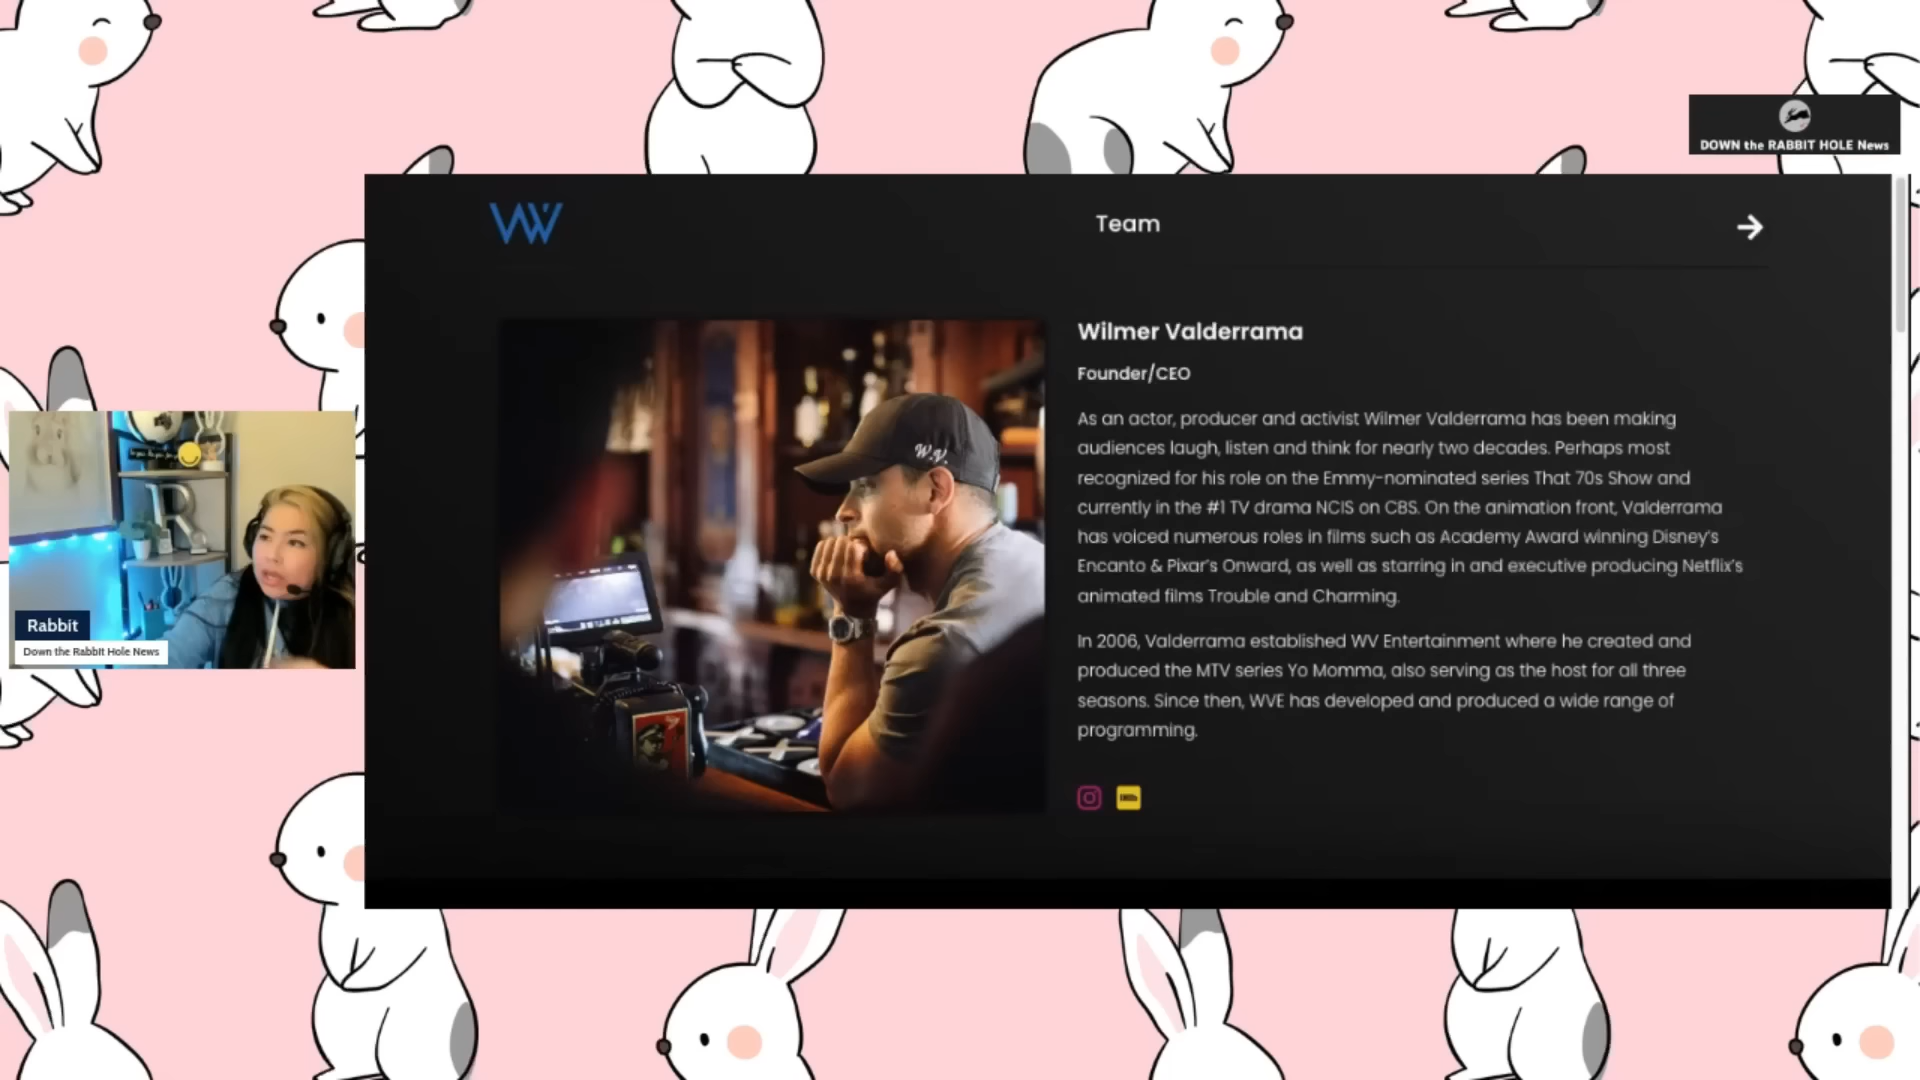 DOWN the RABBIT HOLE News
Team
W.V.
Wilmer Valderrama
Founder/CEO
As an actor, producer and activist Wilmer Valderrama has been making
audiences laugh, listen and think for nearly two decades. Perhaps most
recognized for his role on the Emmy-nominated series That 70s Show and
currently in the #1 TV drama NCIS on CBS. On the animation front, Valderrama
has voiced numerous roles in films such as Academy Award winning Disney's
Encanto & Pixar's Onward, as well as starring in and executive producing Netflix's
animated films Trouble and Charming.
In 2006, Valderrama established WV Entertainment where he created and
produced the MTV series Yo Momma, also serving as the host for all three
seasons. Since then, WVE has developed and produced a wide range of
programming.
IMDb
R
Rabbit
Down the Rabbit Hole News